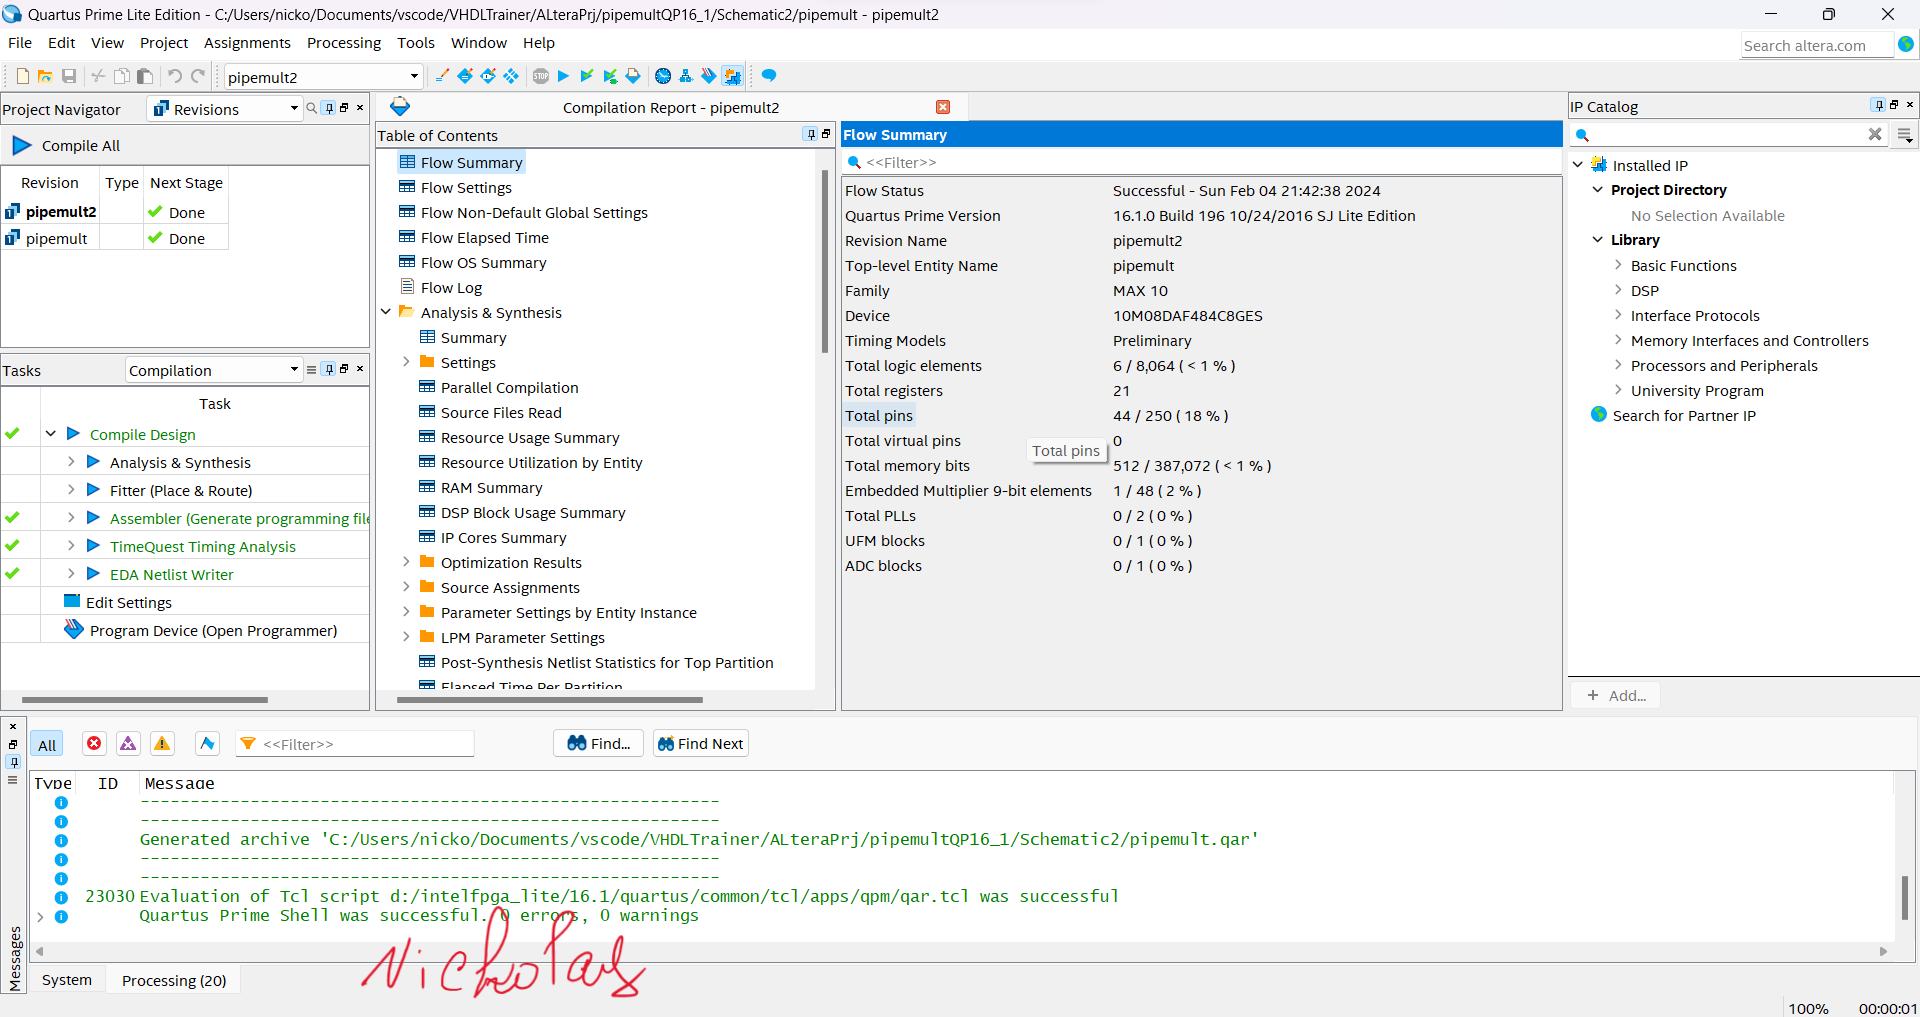 Quartus Prime Lite Edition - C:/Users/nicko/Documents/vscode/VHDLTrainer/ALteraPrj/pipemultQP16_1/Schematic2/pipemult - pipemult2
File Edit View Project Assignments Processing Tools Window Help
Search altera.com
pipemult2
STOP
Project Navigator
Revisions
Compile All
Revision Type Next Stage
pipemult2 Done
pipemult Done
Tasks
Compilation
Task
Compile Design
Analysis & Synthesis
Fitter (Place & Route)
Assembler (Generate programming file
TimeQuest Timing Analysis
EDA Netlist Writer
Edit Settings
Program Device (Open Programmer)
Compilation Report - pipemult2
Table of Contents
Flow Summary
Flow Settings
Flow Non-Default Global Settings
Flow Elapsed Time
Flow OS Summary
Flow Log
Analysis & Synthesis
Summary
Settings
Parallel Compilation
Source Files Read
Resource Usage Summary
Resource Utilization by Entity
RAM Summary
DSP Block Usage Summary
IP Cores Summary
Optimization Results
Source Assignments
Parameter Settings by Entity Instance
LPM Parameter Settings
Post-Synthesis Netlist Statistics for Top Partition
Elapsed Time Per Partition
Flow Summary
<<Filter>>
Flow Status Successful - Sun Feb 04 21:42:38 2024
Quartus Prime Version 16.1.0 Build 196 10/24/2016 SJ Lite Edition
Revision Name pipemult2
Top-level Entity Name pipemult
Family MAX 10
Device 10M08DAF484C8GES
Timing Models Preliminary
Total logic elements 6 / 8,064 ( < 1 % )
Total registers 21
Total pins 44 / 250 ( 18 % )
Total virtual pins 0
Total pins
Total memory bits 512 / 387,072 ( < 1 % )
Embedded Multiplier 9-bit elements 1 / 48 ( 2 % )
Total PLLs 0 / 2 ( 0 % )
UFM blocks 0 / 1 ( 0 % )
ADC blocks 0 / 1 ( 0 % )
IP Catalog
Installed IP
Project Directory
No Selection Available
Library
Basic Functions
DSP
Interface Protocols
Memory Interfaces and Controllers
Processors and Peripherals
University Program
Search for Partner IP
+ Add...
All
<<Filter>>
Find...
Find Next
Type ID Message
----------------------------------------------------------
----------------------------------------------------------
Generated archive 'C:/Users/nicko/Documents/vscode/VHDLTrainer/ALteraPrj/pipemultQP16_1/Schematic2/pipemult.qar'
----------------------------------------------------------
----------------------------------------------------------
23030 Evaluation of Tcl script d:/intelfpga_lite/16.1/quartus/common/tcl/apps/qpm/qar.tcl was successful
Quartus Prime Shell was successful. 0 errors, 0 warnings
Messages
Nickolas
System
Processing (20)
100% 00:00:01